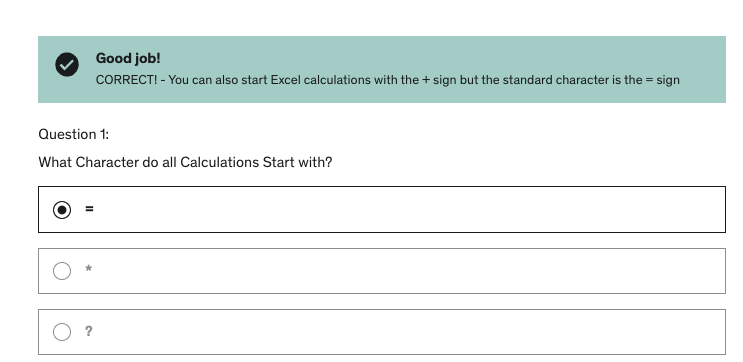 Good job!
CORRECT! - You can also start Excel calculations with the + sign but the standard character is the = sign
Question 1:
What Character do all Calculations Start with?
=
*
?